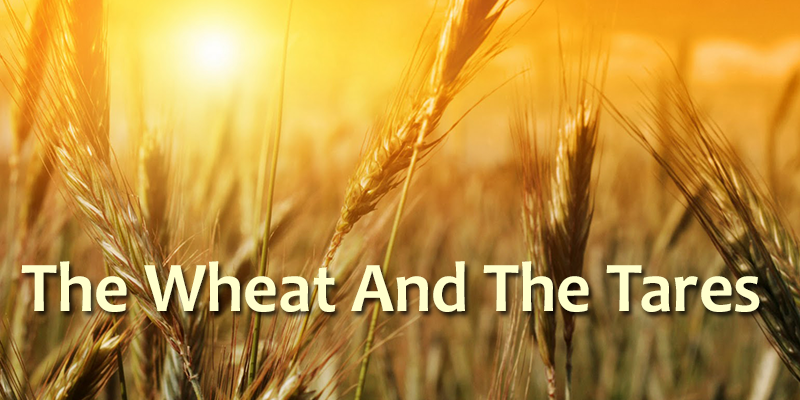 The Wheat And The Tares